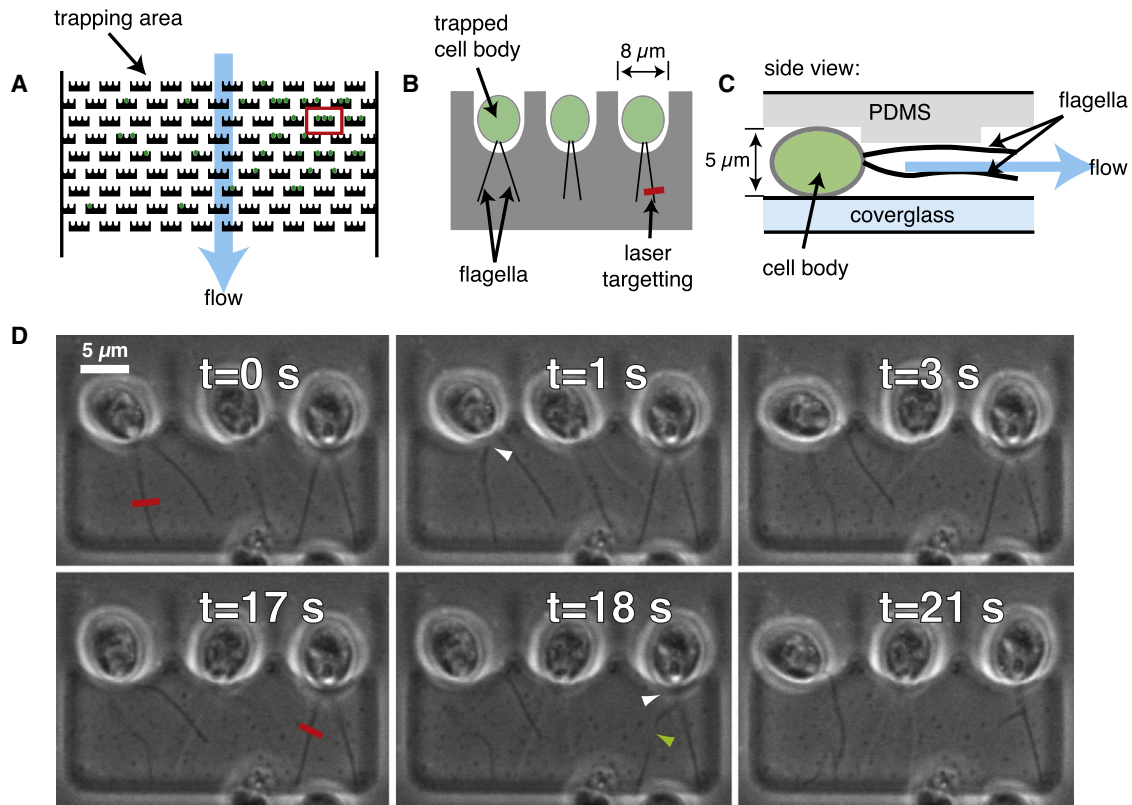 A
trapping area
flow
B
trapped
cell body
8 µm
flagella
laser
targetting
C
side view:
PDMS
flagella
5 µm
flow
coverglass
cell body
D
5 µm
t=0 s
t=1 s
t=3 s
t=17 s
t=18 s
t=21 s